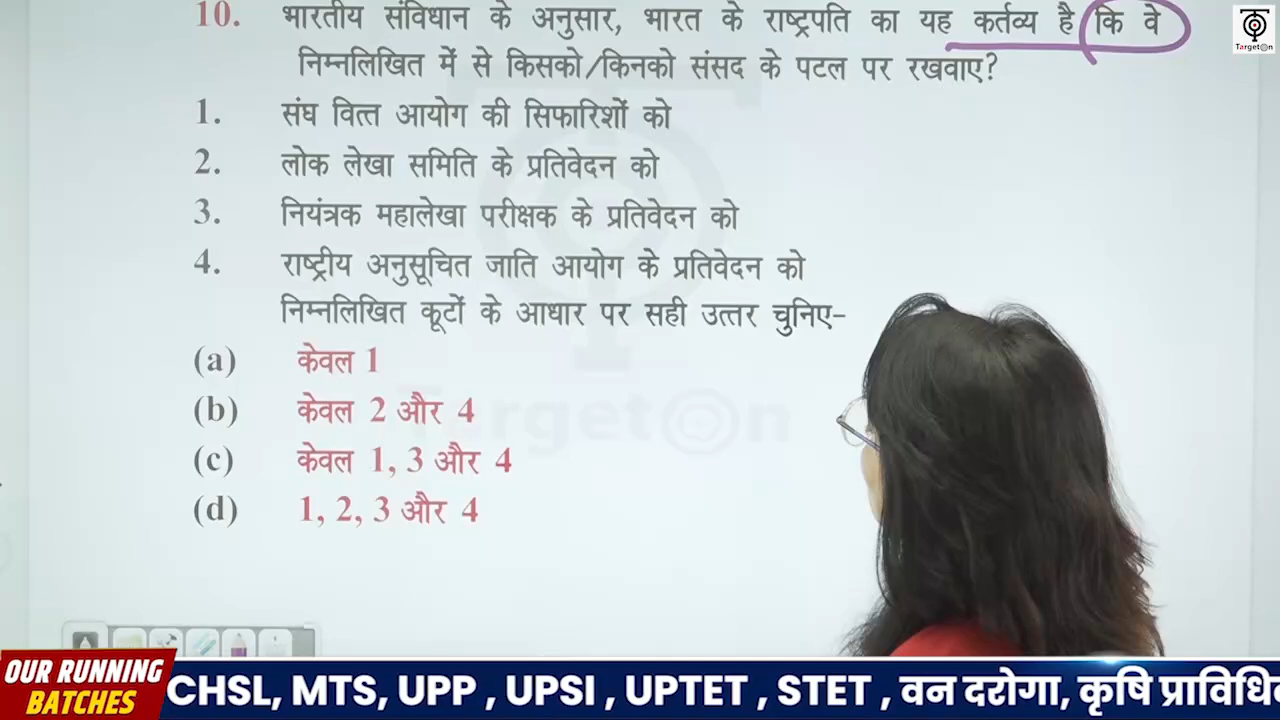 10. भारतीय संविधान के अनुसार, भारत के राष्ट्रपति का यह कर्तव्य है कि वे
निम्नलिखित में से किसको/किनको संसद के पटल पर रखवाए?
1. संघ वित्त आयोग की सिफारिशों को
2. लोक लेखा समिति के प्रतिवेदन को
3. नियंत्रक महालेखा परीक्षक के प्रतिवेदन को
4. राष्ट्रीय अनुसूचित जाति आयोग के प्रतिवेदन को
निम्नलिखित कूटों के आधार पर सही उत्तर चुनिए-
(a) केवल 1
(b) केवल 2 और 4
(c) केवल 1, 3 और 4
(d) 1, 2, 3 और 4
TargetOn
TargetOn
OUR RUNNING
BATCHES
CHSL, MTS, UPP , UPSI , UPTET , STET , वन दरोगा, कृषि प्राविधि